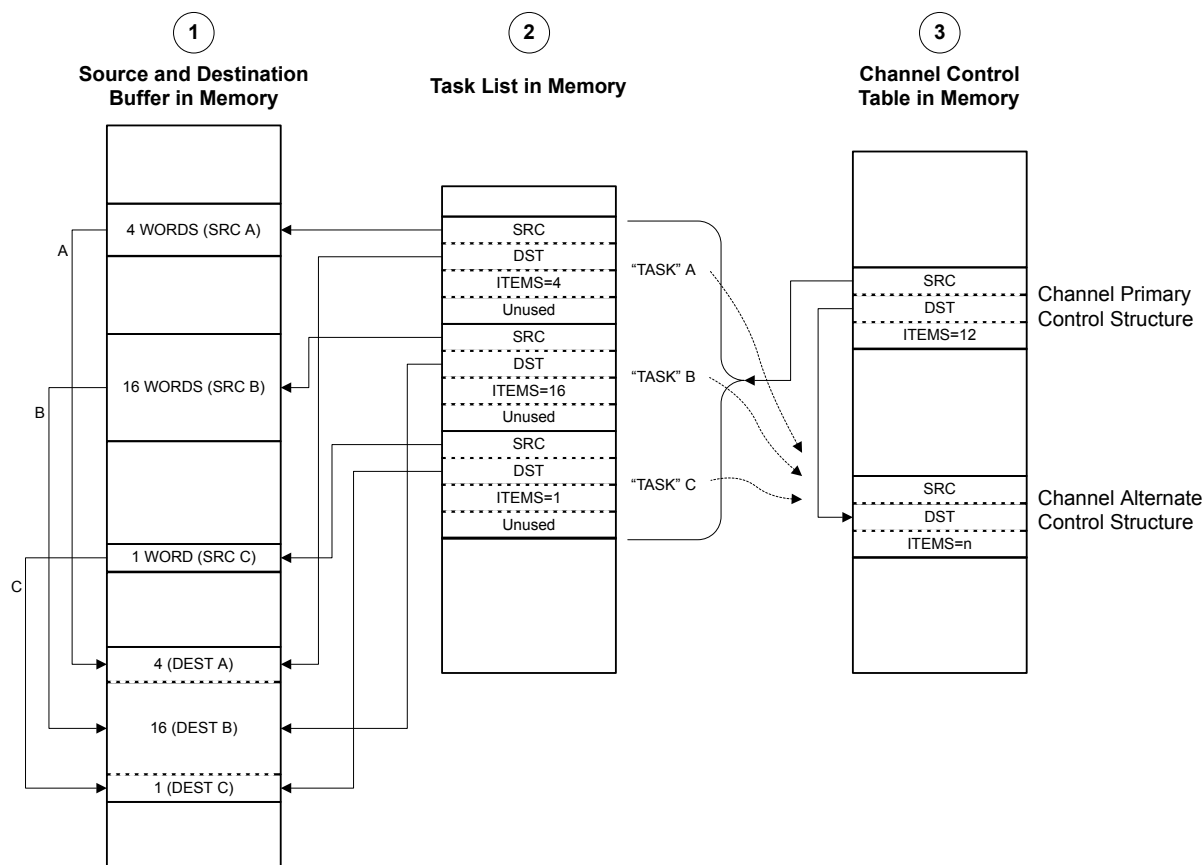 1
2
3
Source and Destination
Buffer in Memory
Task List in Memory
Channel Control
Table in Memory
4 WORDS (SRC A)
A
16 WORDS (SRC B)
B
1 WORD (SRC C)
C
4 (DEST A)
16 (DEST B)
1 (DEST C)
SRC
DST
ITEMS=4
Unused
SRC
DST
ITEMS=16
Unused
SRC
DST
ITEMS=1
Unused
“TASK” A
“TASK” B
“TASK” C
SRC
DST
ITEMS=12
Channel Primary
Control Structure
SRC
DST
ITEMS=n
Channel Alternate
Control Structure